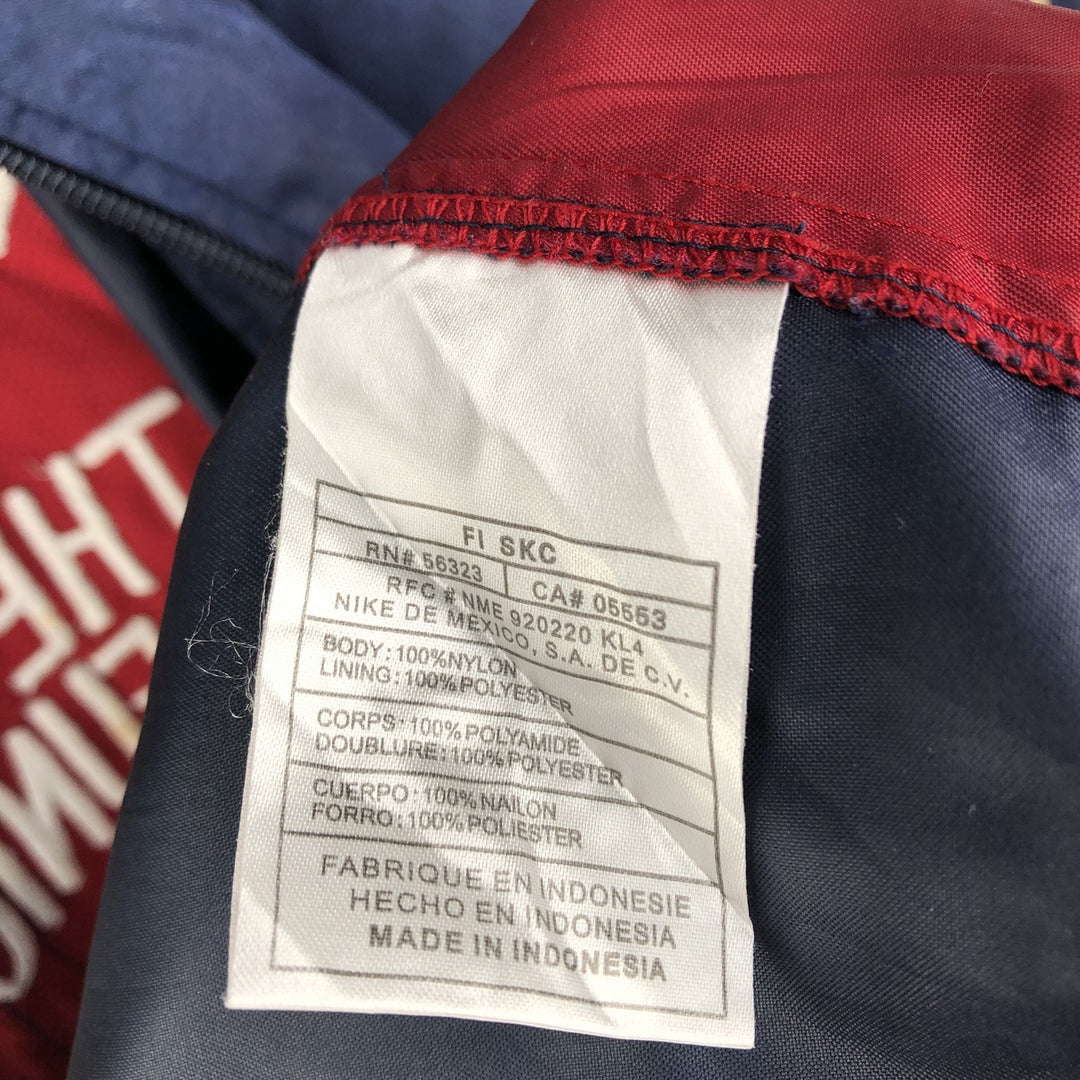 FI SKC
RN# 56323 CA# 05553
RFC # NME 920220 KL4
NIKE DE MEXICO, S.A. DE C.V.
BODY:100%NYLON
LINING:100%POLYESTER
CORPS:100%POLYAMIDE
DOUBLURE:100%POLYESTER
CUERPO:100%NAILON
FORRO:100%POLIESTER
FABRIQUE EN INDONESIE
HECHO EN INDONESIA
MADE IN INDONESIA